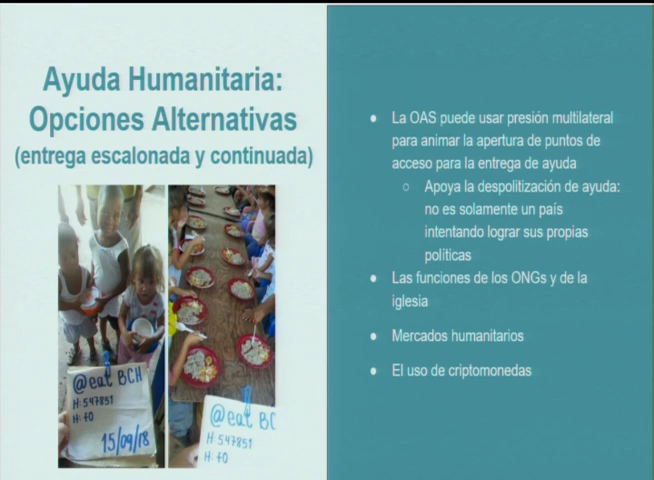 Ayuda Humanitaria:
Opciones Alternativas
(entrega escalonada y continuada)
@eat BCH
H: 547851
H: f0
15/09/18
@eat BC
H: 547851
H: f0
● La OAS puede usar presión multilateral
para animar la apertura de puntos de
acceso para la entrega de ayuda
○ Apoya la despolitización de ayuda:
no es solamente un país
intentando lograr sus propias
políticas
● Las funciones de los ONGs y de la
iglesia
● Mercados humanitarios
● El uso de criptomonedas